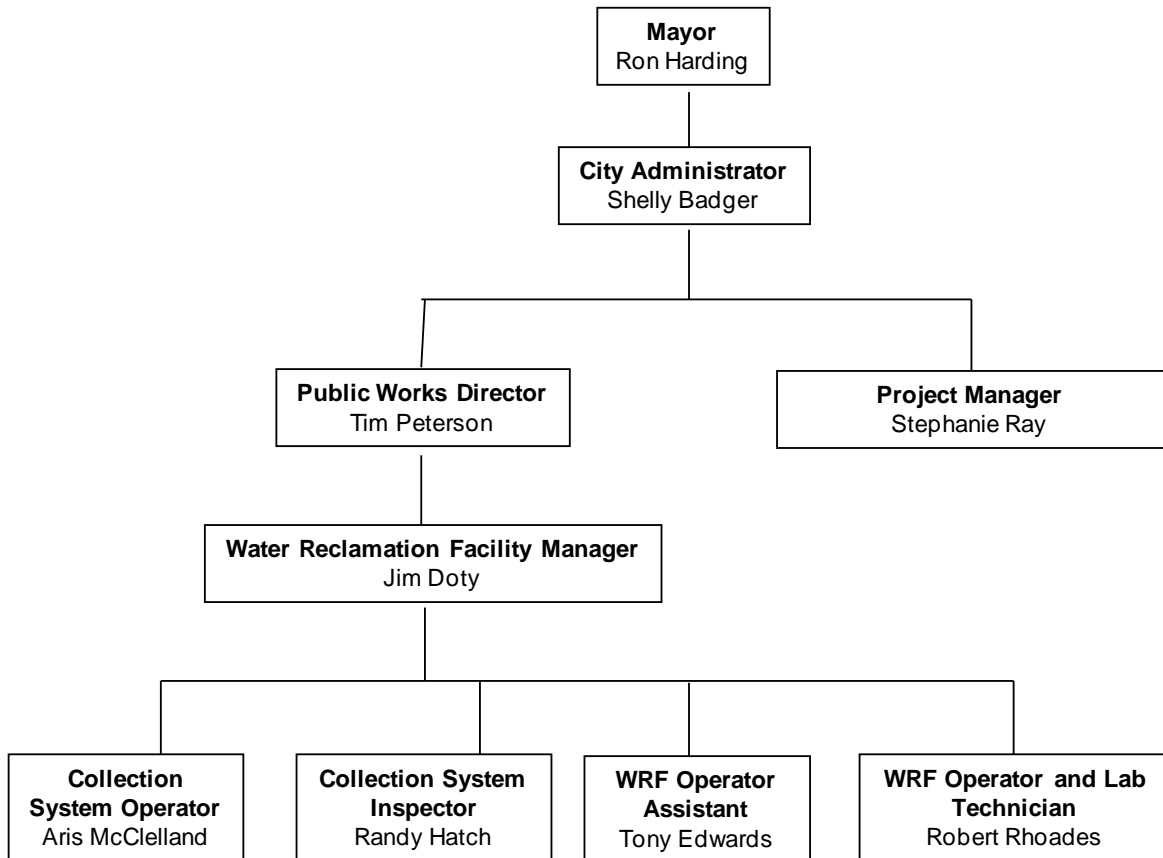 Mayor
Ron Harding
City Administrator
Shelly Badger
Public Works Director
Tim Peterson
Project Manager
Stephanie Ray
Water Reclamation Facility Manager
Jim Doty
Collection
System Operator
Aris McClelland
Collection System
Inspector
Randy Hatch
WRF Operator
Assistant
Tony Edwards
WRF Operator and Lab
Technician
Robert Rhoades